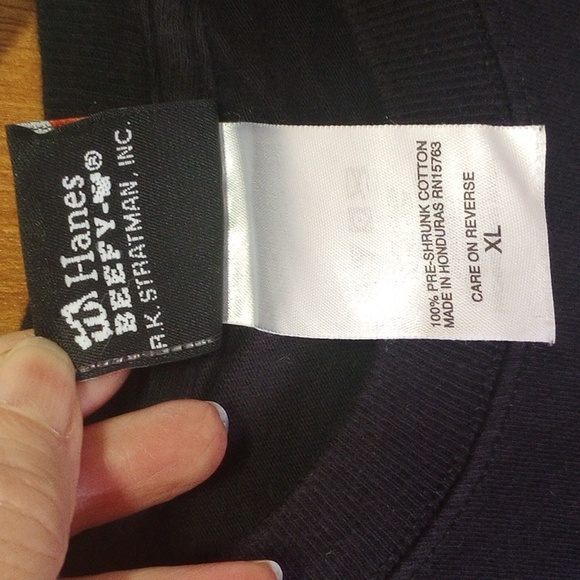 Hanes
BEEFY-T®
R.K. STRATMAN, INC.
100% PRE-SHRUNK COTTON
MADE IN HONDURAS RN15763
CARE ON REVERSE
XL